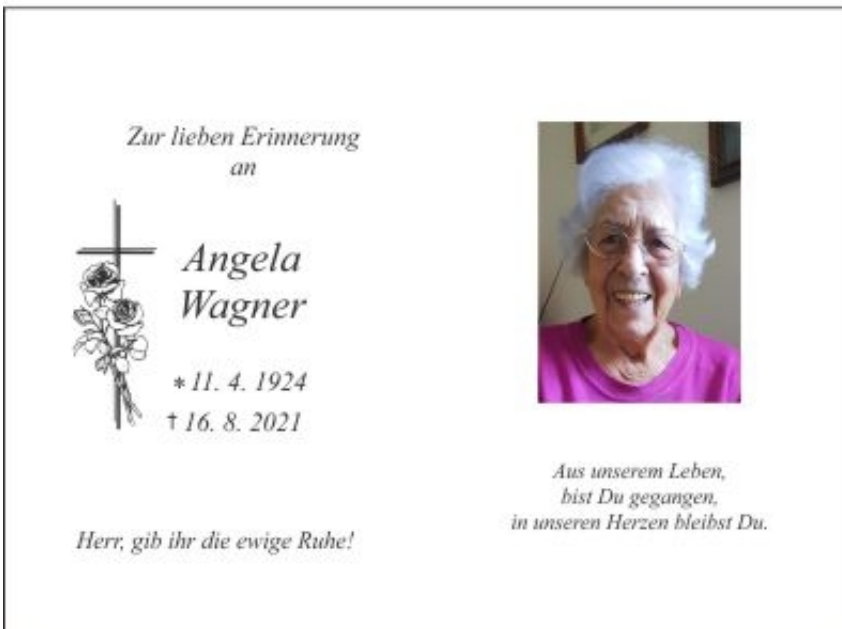 Zur lieben Erinnerung
an
Angela
Wagner
* 11. 4. 1924
† 16. 8. 2021
Herr, gib ihr die ewige Ruhe!
Aus unserem Leben,
bist Du gegangen,
in unseren Herzen bleibst Du.